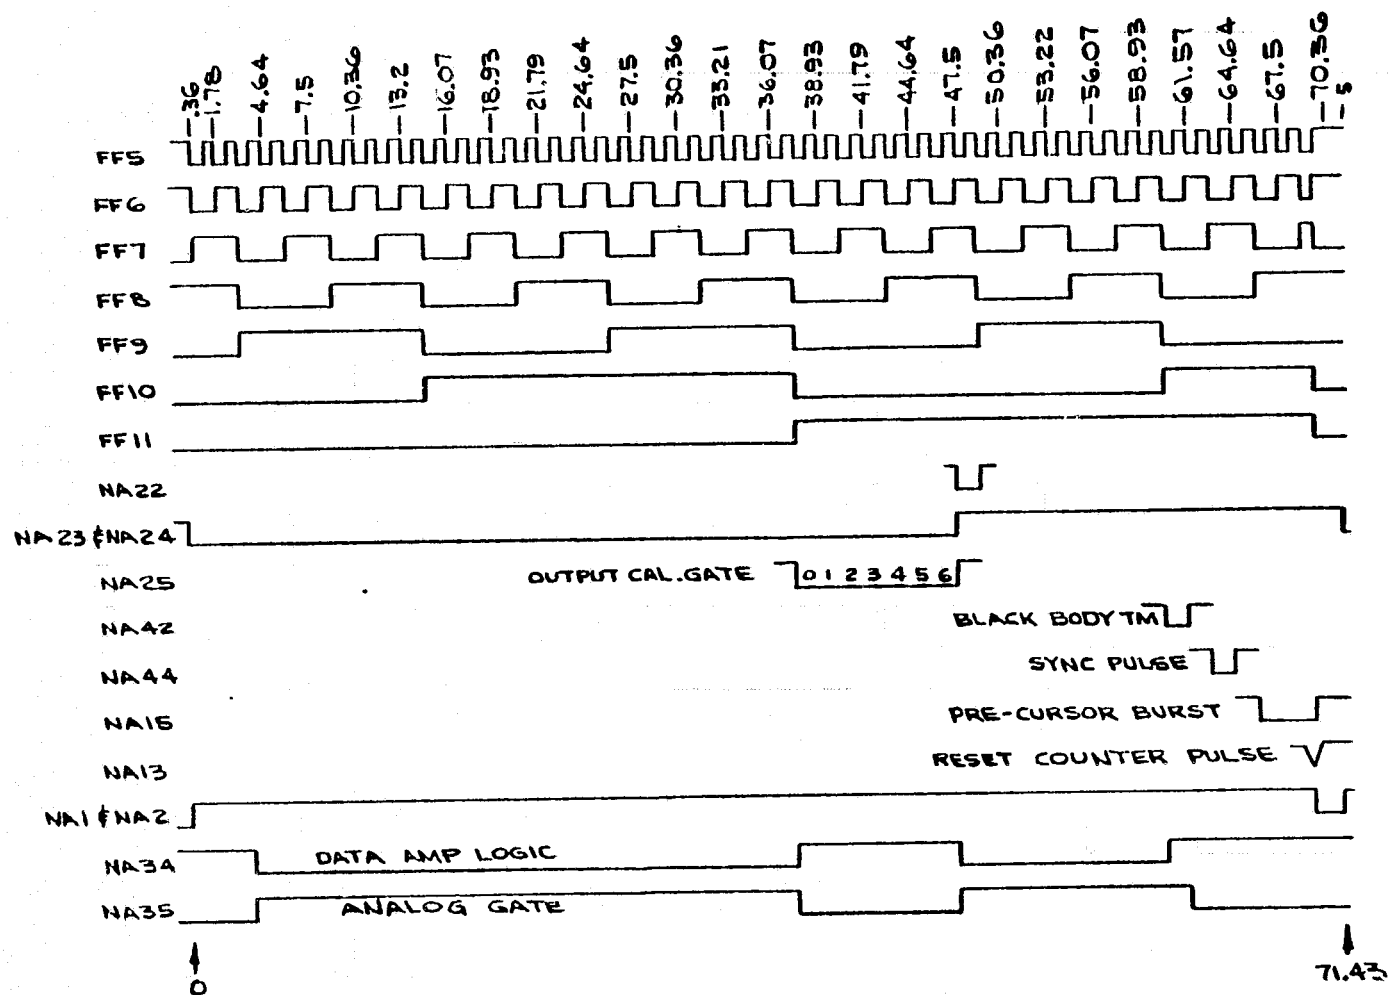 .36 1.78 4.64 7.5 10.36 13.2 16.07 18.93 21.79 24.64 27.5 30.36 33.21 36.07 38.93 41.79 44.64 47.5 50.36 53.22 56.07 58.93 61.57 64.64 67.5 70.36 5
FF5
FF6
FF7
FF8
FF9
FF10
FF11
NA22
NA23 & NA24
NA25 OUTPUT CAL. GATE 0 1 2 3 4 5 6
NA42 BLACK BODY TM
NA44 SYNC PULSE
NA15 PRE-CURSOR BURST
NA13 RESET COUNTER PULSE
NA1 & NA2
NA34 DATA AMP LOGIC
NA35 ANALOG GATE
0 71.43